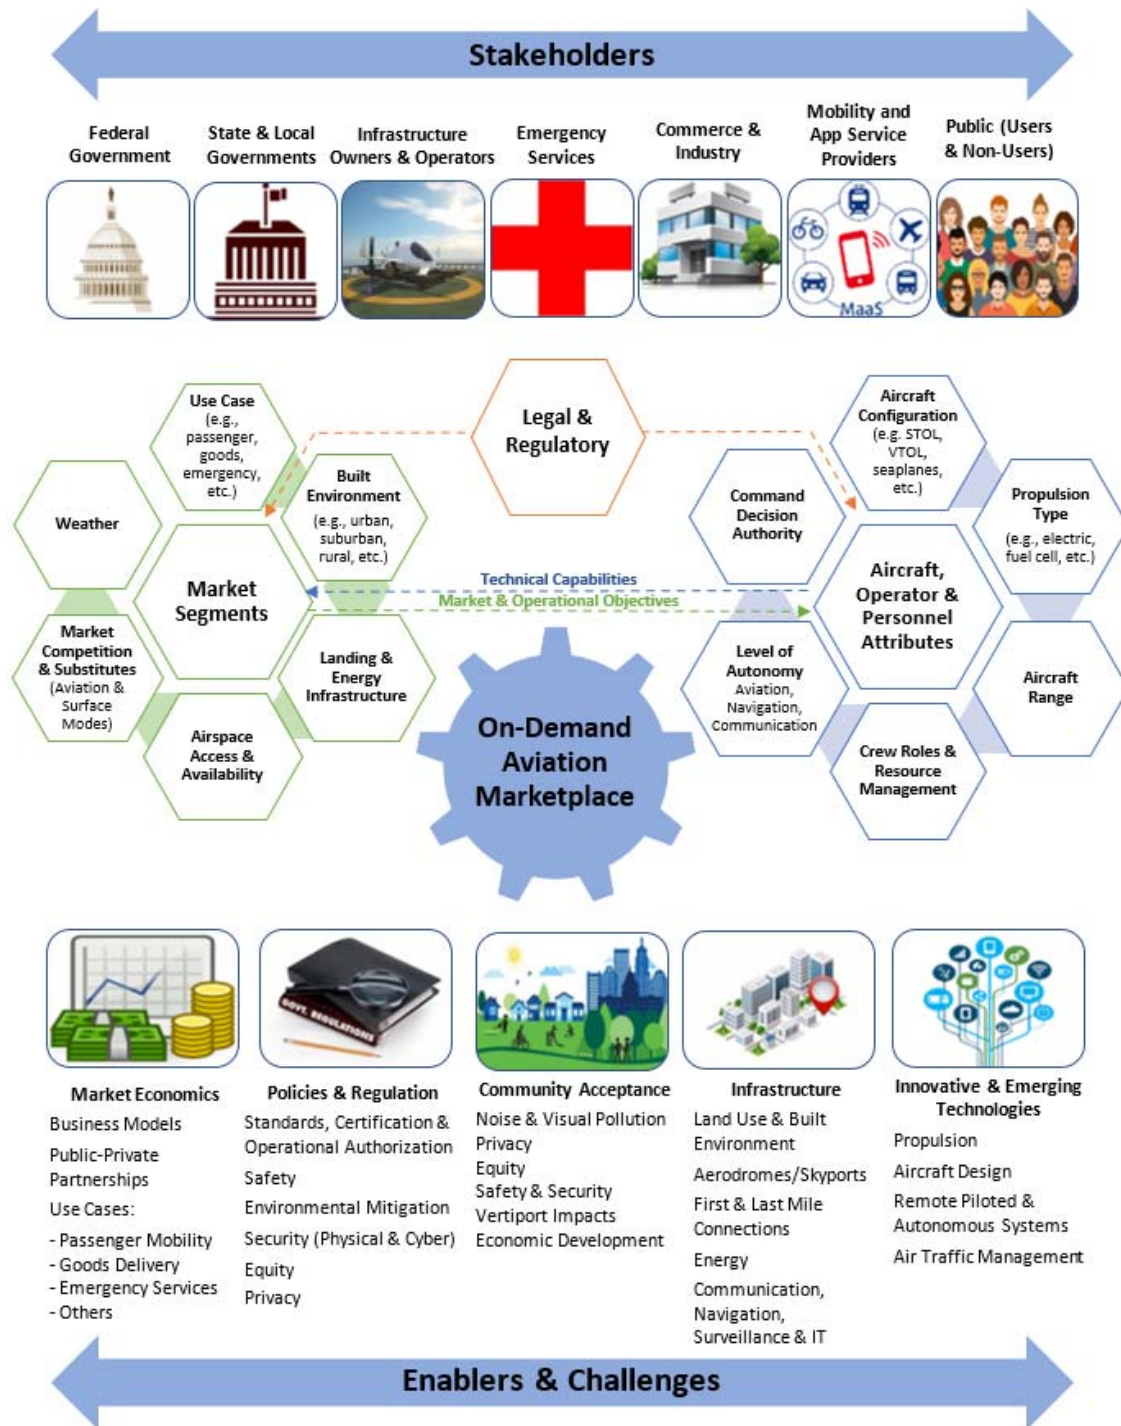 Stakeholders
Federal
Government
State & Local
Governments
Infrastructure
Owners & Operators
Emergency
Services
Commerce &
Industry
Mobility and
App Service
Providers
Public (Users
& Non-Users)
MaaS
Legal &
Regulatory
Use Case
(e.g.,
passenger,
goods,
emergency,
etc.)
Built
Environment
(e.g., urban,
suburban,
rural, etc.)
Weather
Market
Segments
Market
Competition
& Substitutes
(Aviation &
Surface
Modes)
Landing &
Energy
Infrastructure
Airspace
Access &
Availability
Technical Capabilities
Market & Operational Objectives
Aircraft
Configuration
(e.g. STOL,
VTOL,
seaplanes,
etc.)
Command
Decision
Authority
Propulsion
Type
(e.g., electric,
fuel cell, etc.)
Aircraft,
Operator &
Personnel
Attributes
Level of
Autonomy
Aviation,
Navigation,
Communication
Aircraft
Range
Crew Roles &
Resource
Management
On-Demand
Aviation
Marketplace
GOVT. REGULATIONS
Market Economics
Business Models
Public-Private
Partnerships
Use Cases:
- Passenger Mobility
- Goods Delivery
- Emergency Services
- Others
Policies & Regulation
Standards, Certification &
Operational Authorization
Safety
Environmental Mitigation
Security (Physical & Cyber)
Equity
Privacy
Community Acceptance
Noise & Visual Pollution
Privacy
Equity
Safety & Security
Vertiport Impacts
Economic Development
Infrastructure
Land Use & Built
Environment
Aerodromes/Skyports
First & Last Mile
Connections
Energy
Communication,
Navigation,
Surveillance & IT
Innovative & Emerging
Technologies
Propulsion
Aircraft Design
Remote Piloted &
Autonomous Systems
Air Traffic Management
Enablers & Challenges